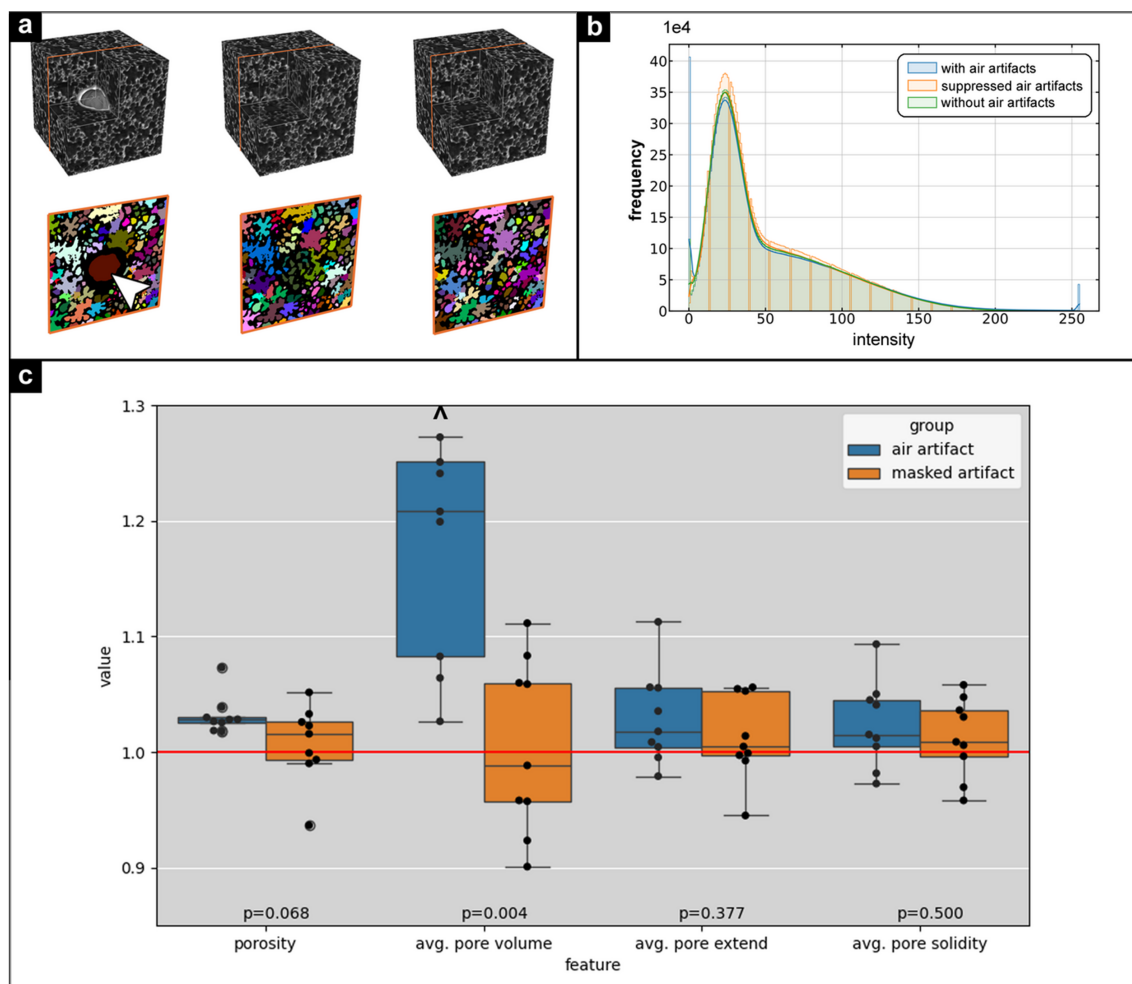 a
b
1e4
40
35
30
25
20
15
10
5
0
frequency
with air artifacts
suppressed air artifacts
without air artifacts
0
50
100
150
200
250
intensity
c
1.3
1.2
1.1
1.0
0.9
value
^
group
air artifact
masked artifact
p=0.068
p=0.004
p=0.377
p=0.500
porosity
avg. pore volume
avg. pore extend
avg. pore solidity
feature